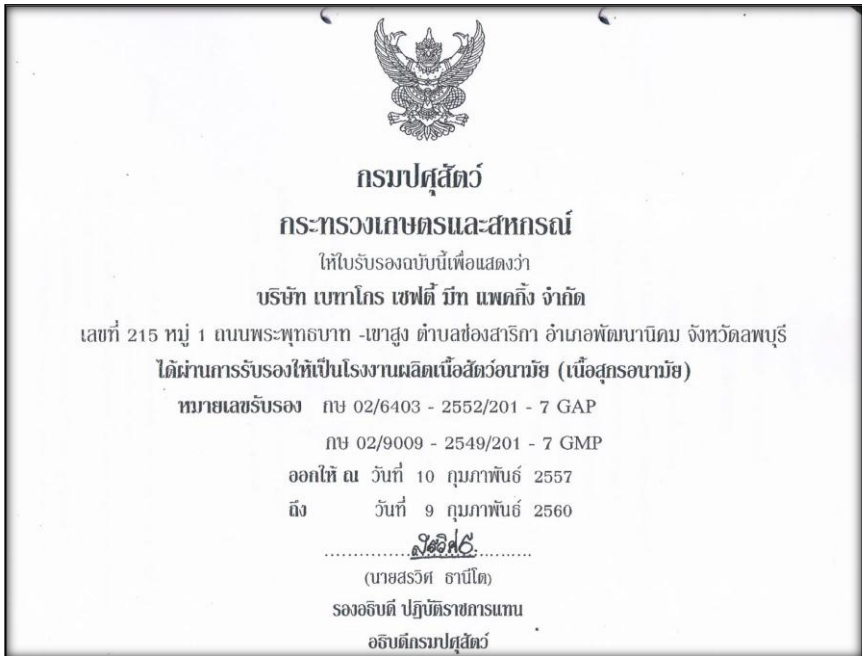 กรมปศุสัตว์
กระทรวงเกษตรและสหกรณ์
ให้ใบรับรองฉบับนี้เพื่อแสดงว่า
บริษัท เบทาโกร เซฟตี้ มีท แพคกิ้ง จำกัด
เลขที่ 215 หมู่ 1 ถนนพระพุทธบาท -เขาสูง ตำบลช่องสาริกา อำเภอพัฒนานิคม จังหวัดลพบุรี
ได้ผ่านการรับรองให้เป็นโรงงานผลิตเนื้อสัตว์อนามัย (เนื้อสุกรอนามัย)
หมายเลขรับรอง กษ 02/6403 - 2552/201 - 7 GAP
กษ 02/9009 - 2549/201 - 7 GMP
ออกให้ ณ วันที่ 10 กุมภาพันธ์ 2557
ถึง วันที่ 9 กุมภาพันธ์ 2560
(นายสรวิศ ธานีโต)
รองอธิบดี ปฏิบัติราชการแทน
อธิบดีกรมปศุสัตว์